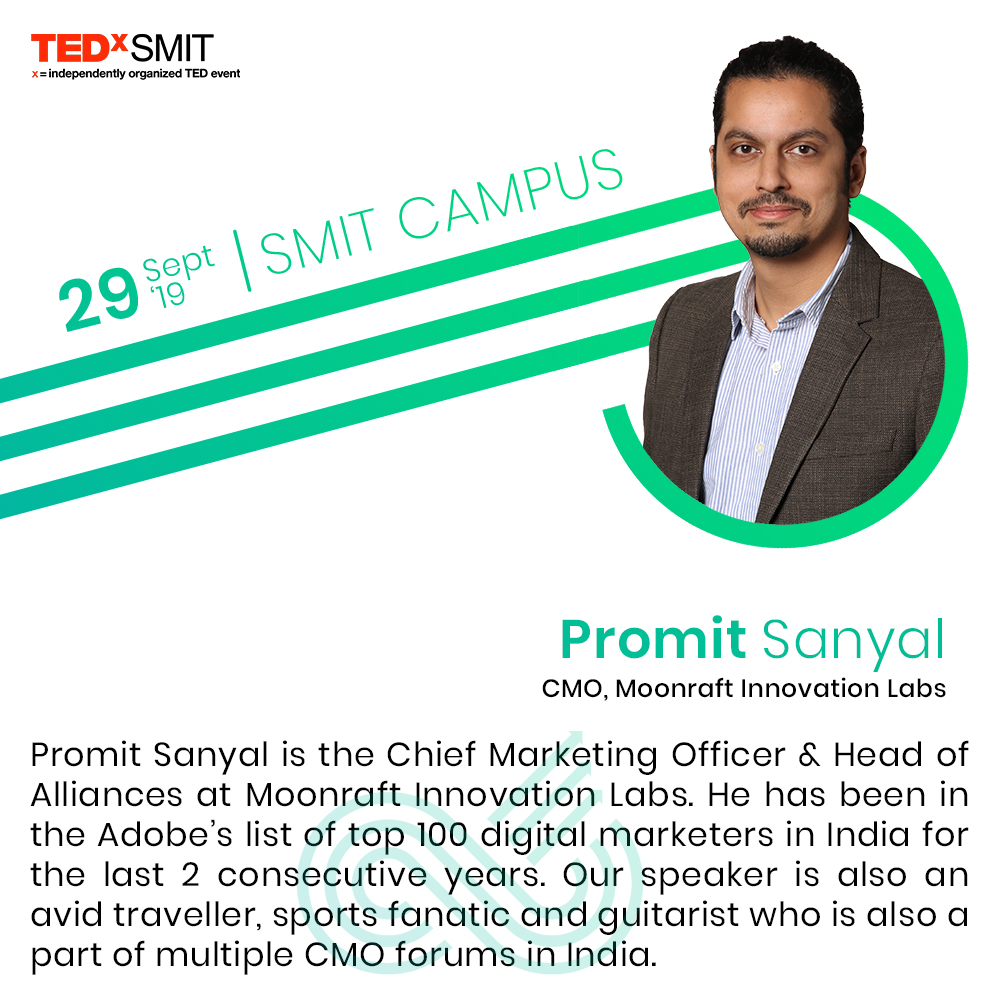 TEDxSMIT
x = independently organized TED event
29 Sept '19 | SMIT CAMPUS
Promit Sanyal
CMO, Moonraft Innovation Labs
Promit Sanyal is the Chief Marketing Officer & Head of
Alliances at Moonraft Innovation Labs. He has been in
the Adobe’s list of top 100 digital marketers in India for
the last 2 consecutive years. Our speaker is also an
avid traveller, sports fanatic and guitarist who is also a
part of multiple CMO forums in India.